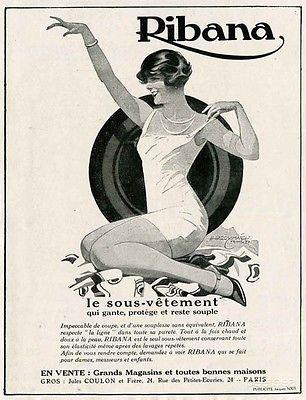 Ribana
le sous-vêtement
qui gante, protège et reste souple
Impeccable de coupe, et d'une souplesse sans équivalent, RIBANA
respecte "la ligne" dans toute sa pureté. Tout à la fois chaud et
doux à la peau, RIBANA est le seul sous-vêtement conservant toute
son élasticité même après des lavages répétés.
Afin de vous rendre compte, demandez à voir RIBANA qui se fait
pour dames, messieurs et enfants.
EN VENTE : Grands Magasins et toutes bonnes maisons
GROS : Jules COULON et Frère, 24, Rue des Petites-Ecuries, 24 - PARIS
PUBLICITÉ